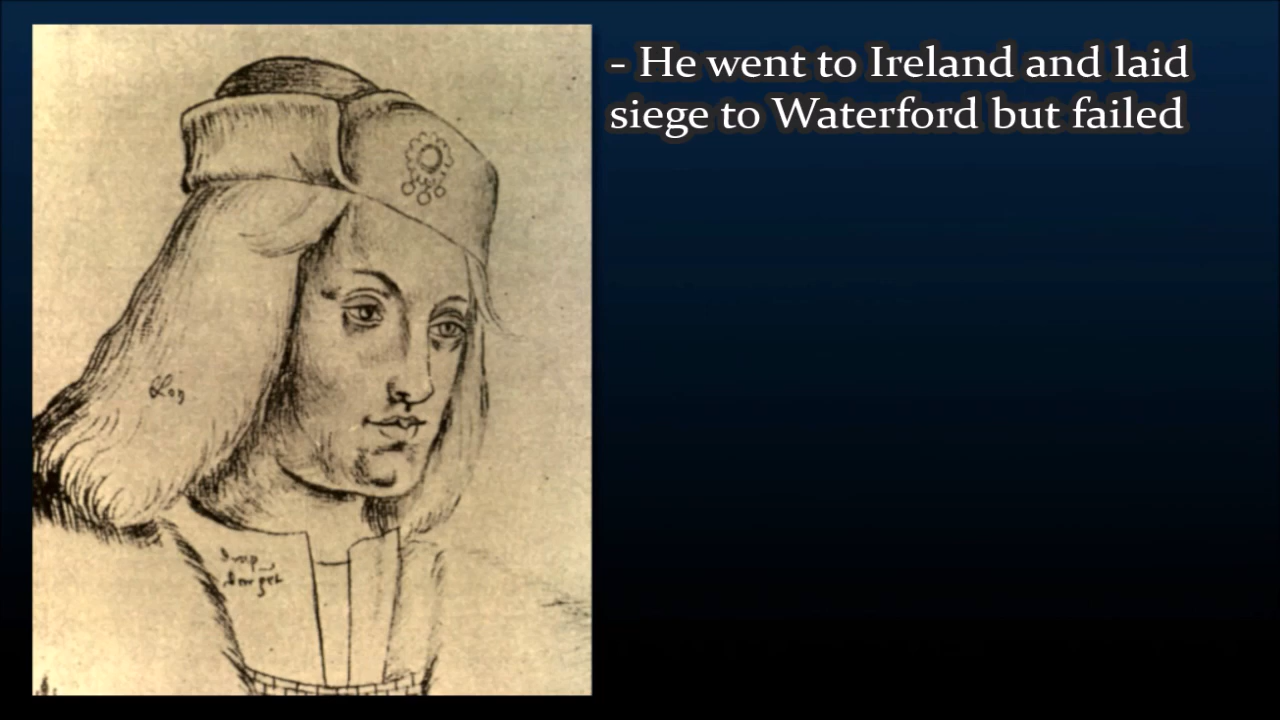 - He went to Ireland and laid
siege to Waterford but failed